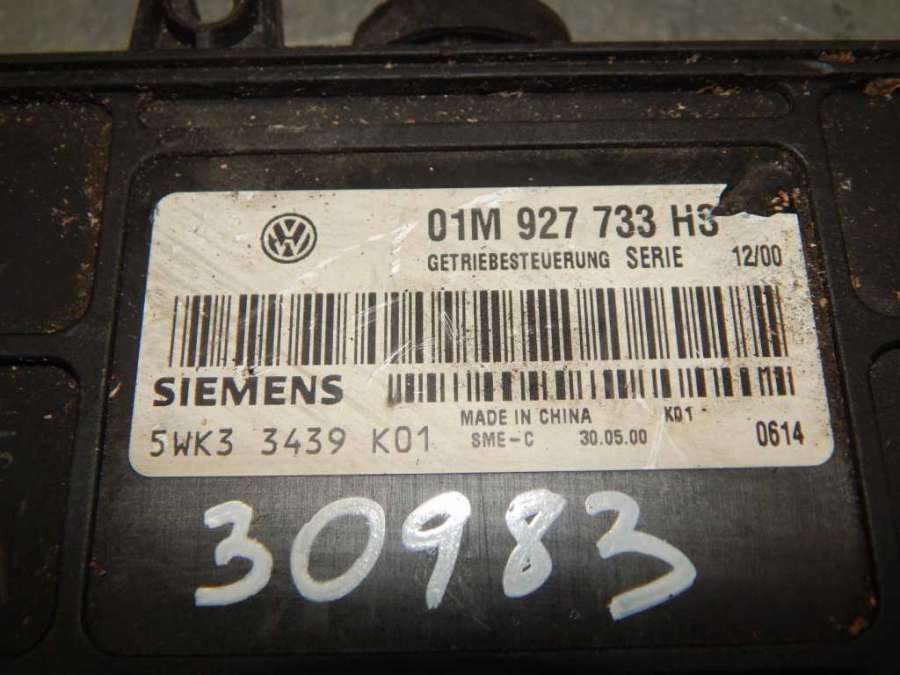 01M 927 733 H3
GETRIEBESTEUERUNG SERIE 12/00
SIEMENS
MADE IN CHINA K01
5WK3 3439 K01 SME-C 30.05.00 0614
30983